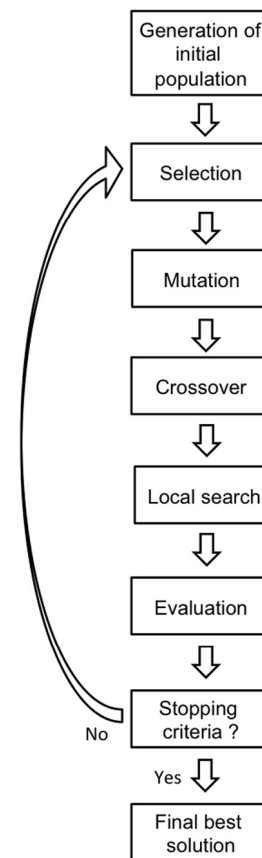 Generation of
initial
population
Selection
Mutation
Crossover
Local search
Evaluation
Stopping
criteria ?
No
Yes
Final best
solution